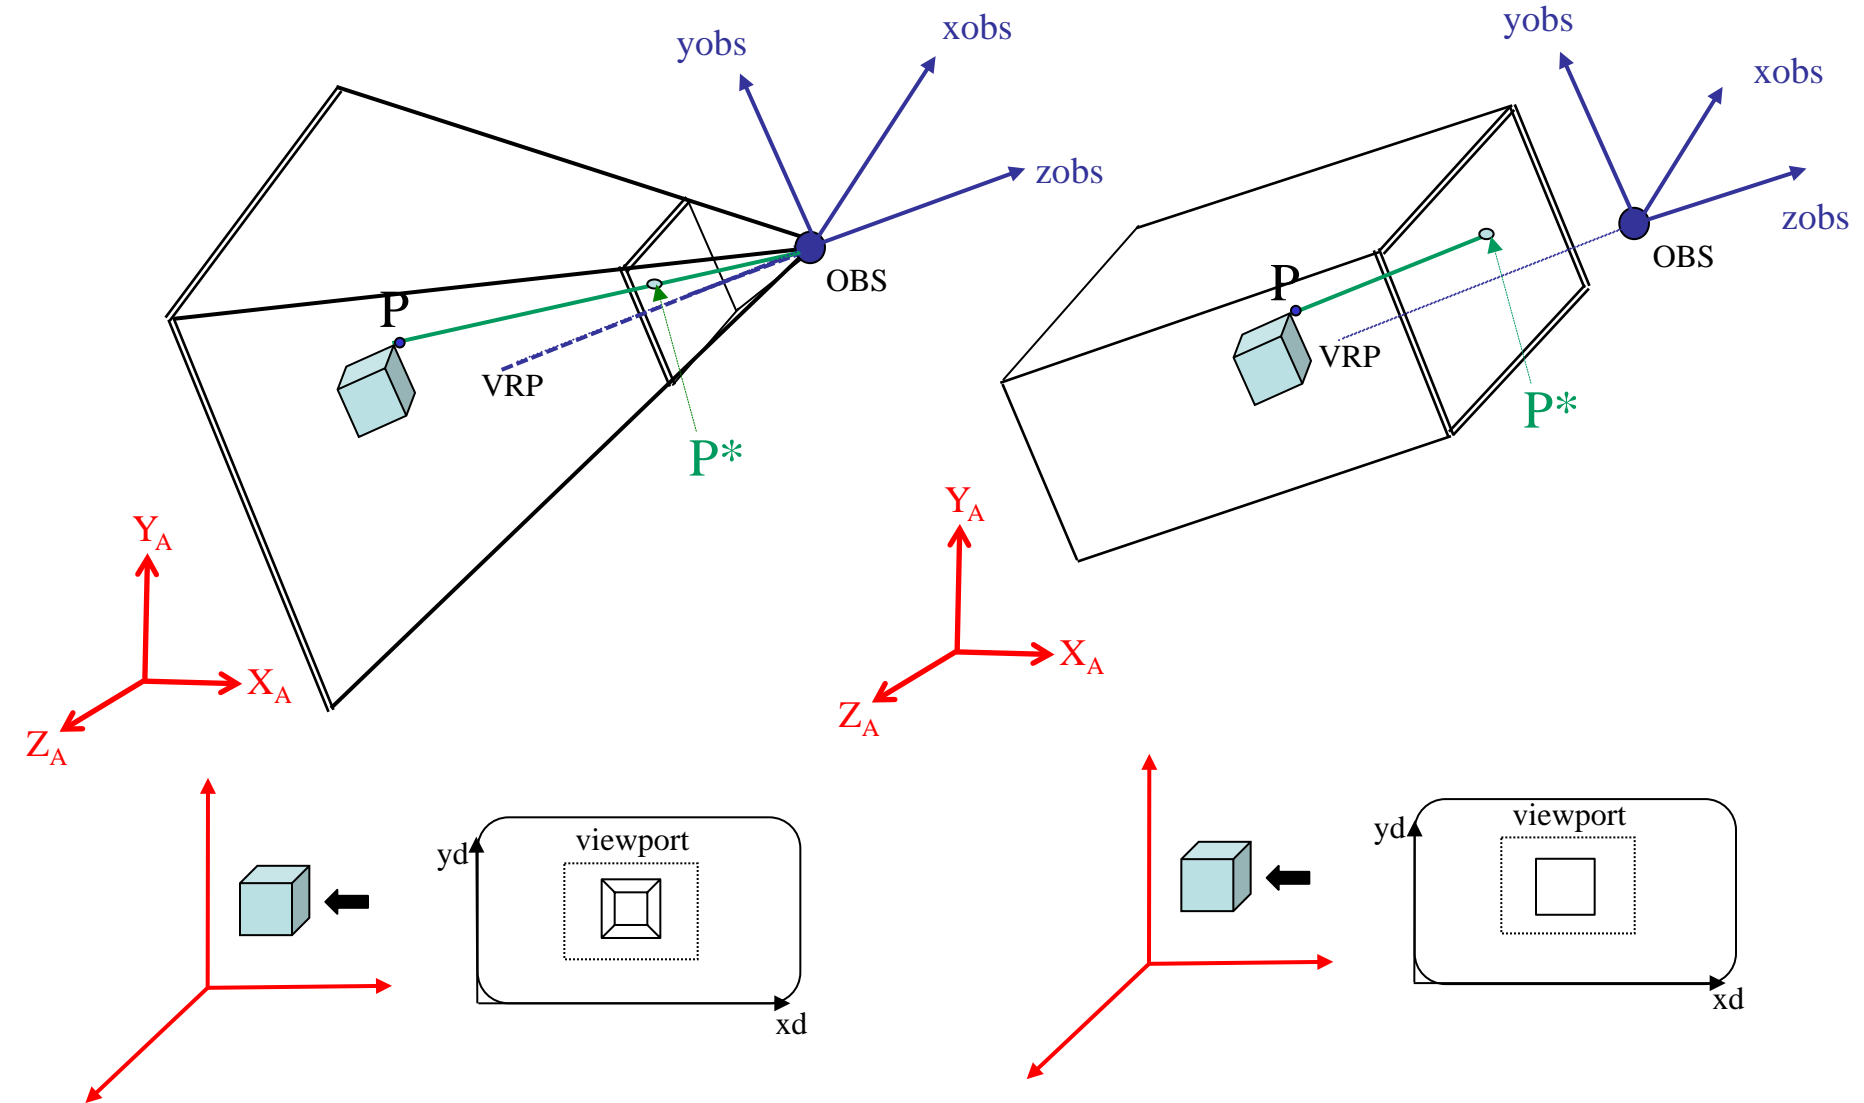 yobs
xobs
zobs
OBS
P
VRP
P*
YA
XA
ZA
yobs
xobs
zobs
OBS
P
VRP
P*
YA
XA
ZA
viewport
yd
xd
viewport
yd
xd